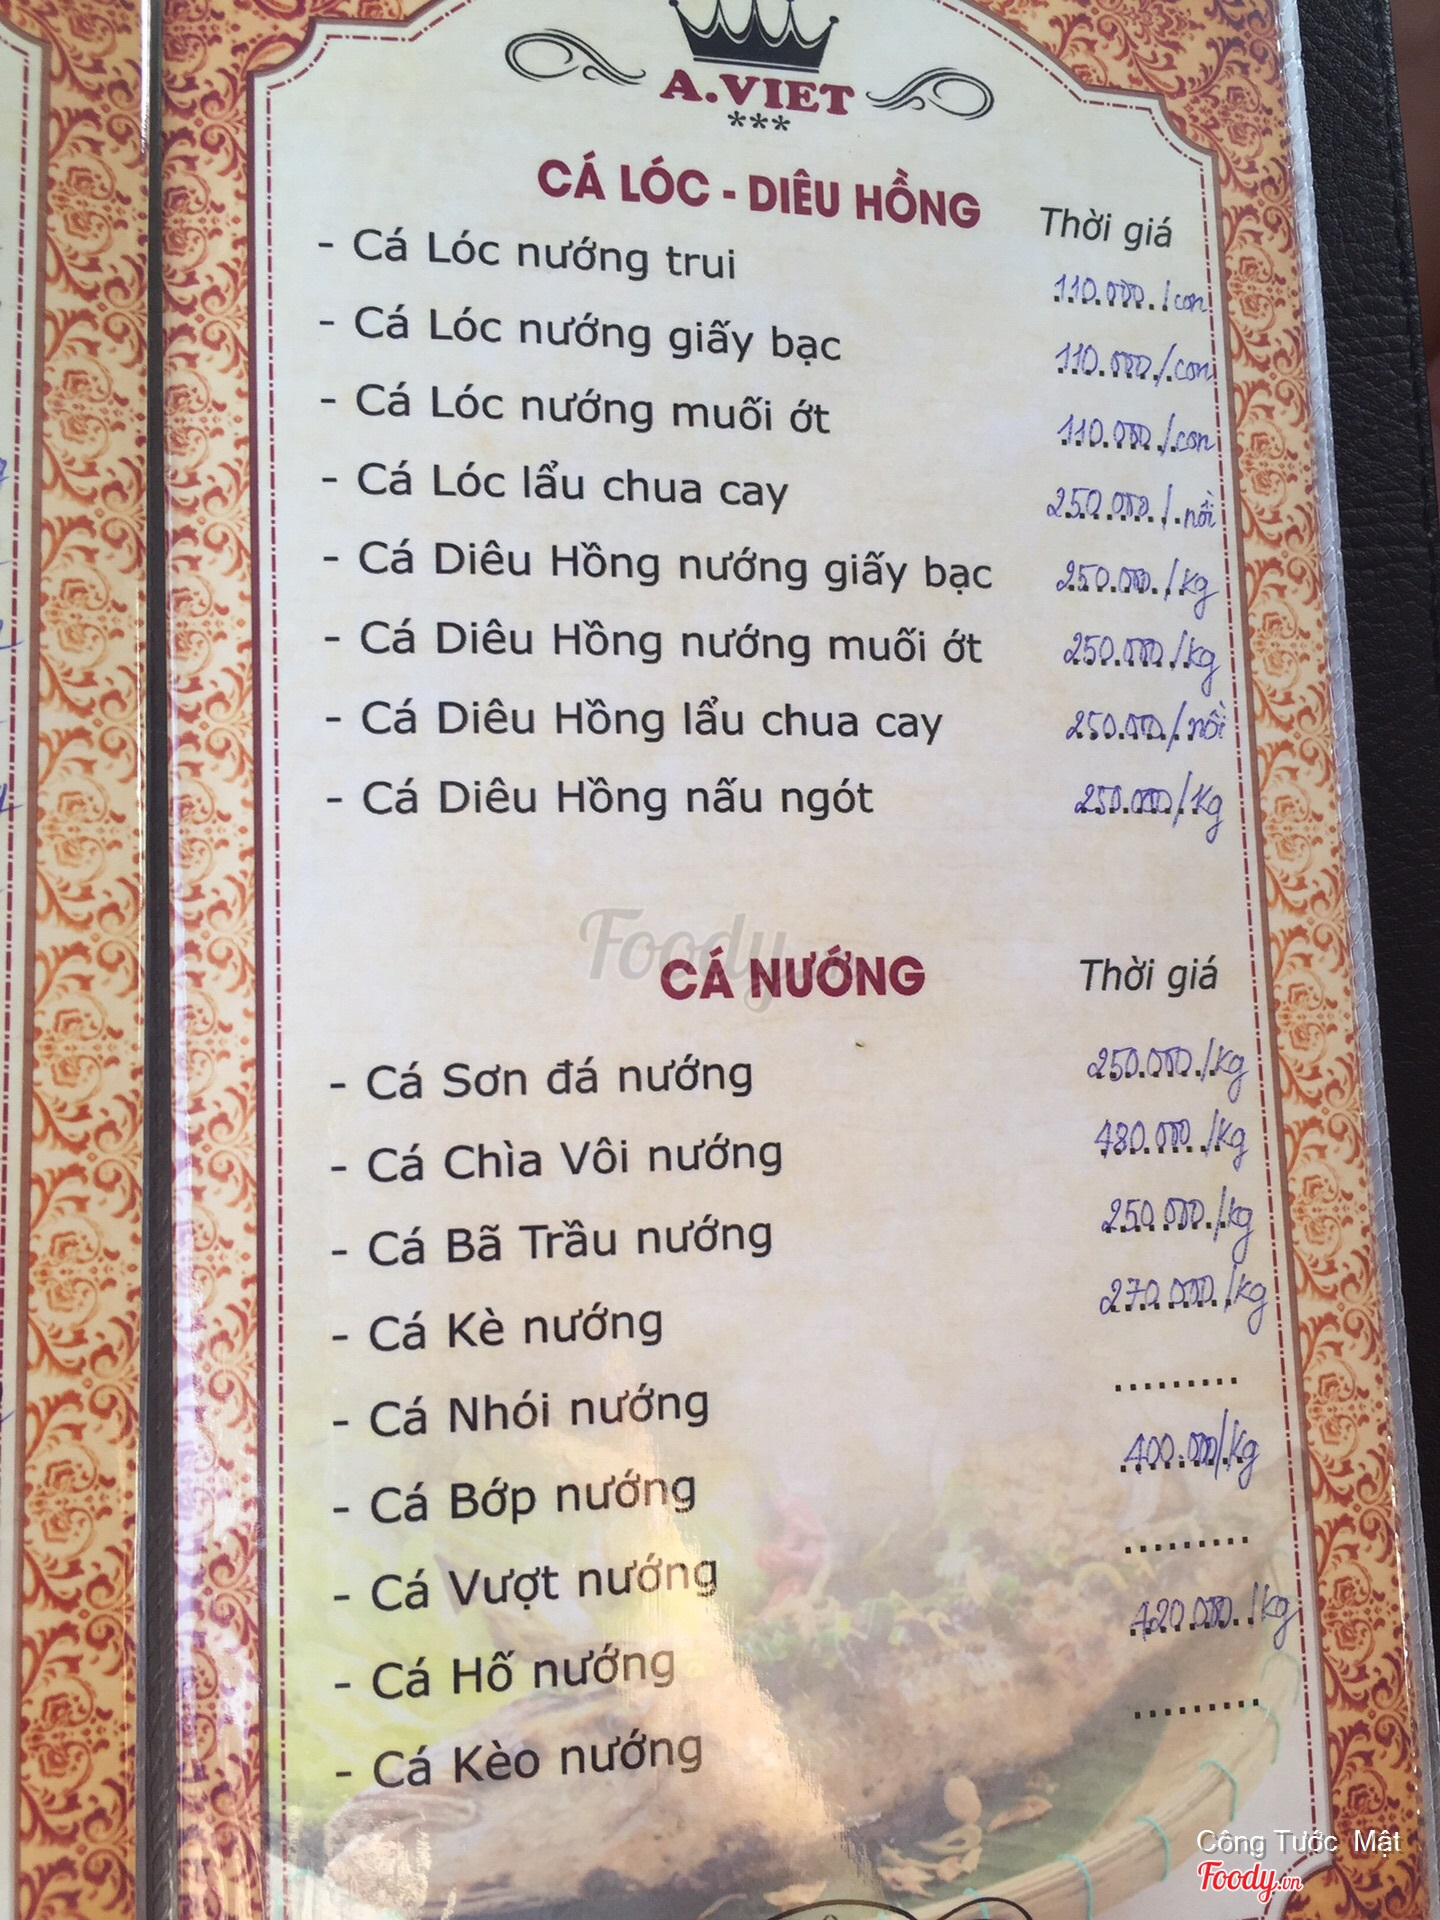 A.VIET
***
CÁ LÓC - DIÊU HỒNG Thời giá
- Cá Lóc nướng trui 110.000./con
- Cá Lóc nướng giấy bạc 110.000/con
- Cá Lóc nướng muối ớt 110.000/con
- Cá Lóc lẩu chua cay 250.000/nồi
- Cá Diêu Hồng nướng giấy bạc 250.000/kg
- Cá Diêu Hồng nướng muối ớt 250.000/kg
- Cá Diêu Hồng lẩu chua cay 250.000/nồi
- Cá Diêu Hồng nấu ngót 250.000/kg
CÁ NƯỚNG Thời giá
- Cá Sơn đá nướng 250.000/kg
- Cá Chìa Vôi nướng 480.000/kg
- Cá Bã Trầu nướng 250.000/kg
- Cá Kè nướng 270.000/kg
- Cá Nhói nướng .........
- Cá Bớp nướng 400.000/kg
- Cá Vượt nướng .........
- Cá Hố nướng 420.000/kg
- Cá Kèo nướng .........
Foody.vn
Công Tước Mật
Foody.vn